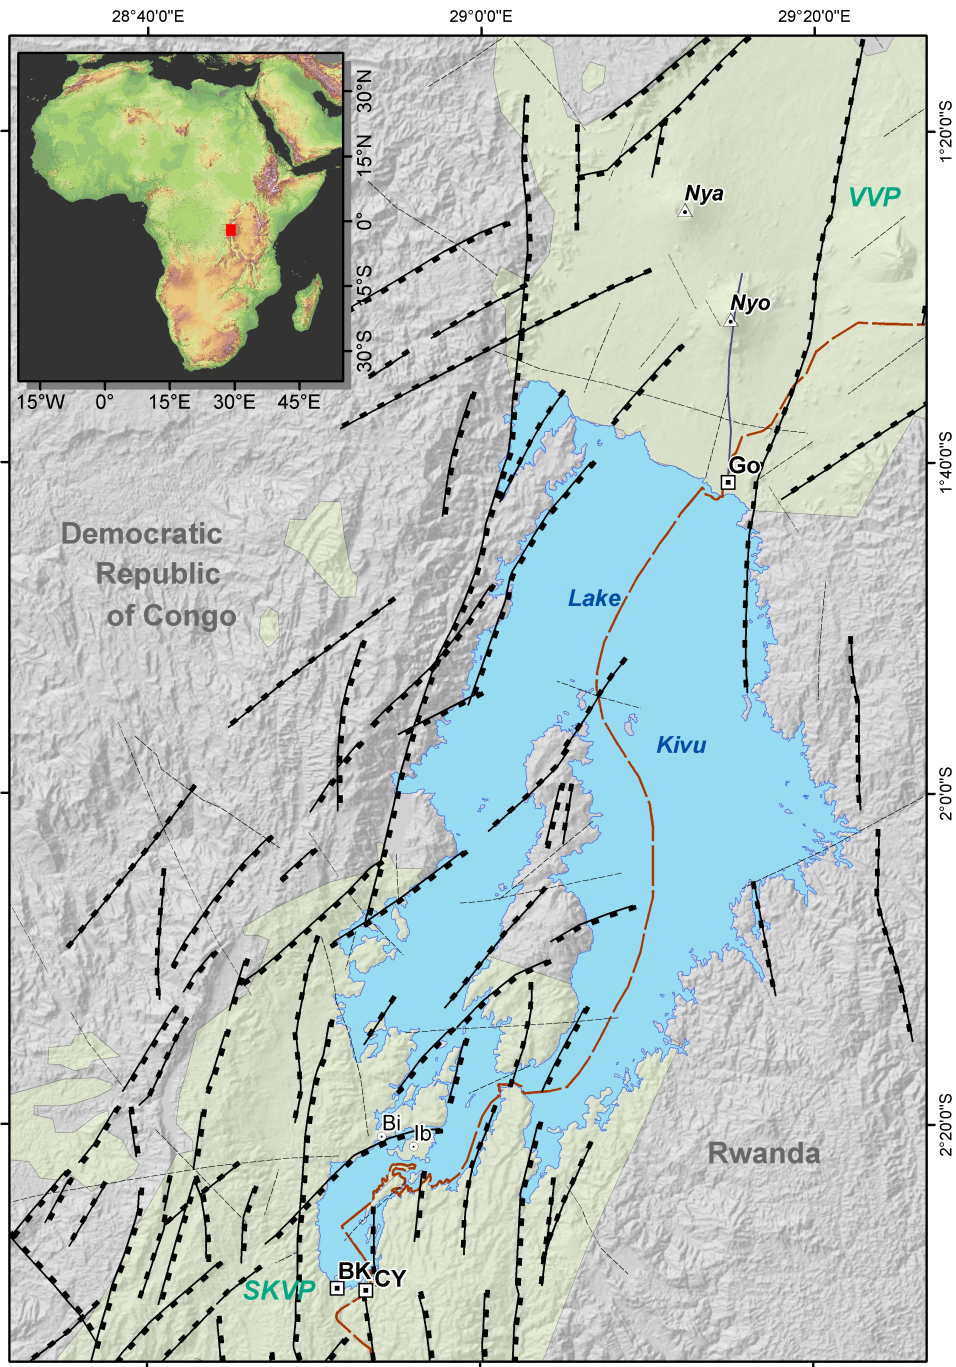 28°40'0"E
29°0'0"E
29°20'0"E
30°N
15°N
0°
15°S
30°S
15°W
0°
15°E
30°E
45°E
1°20'0"S
1°40'0"S
2°0'0"S
2°20'0"S
Nya
VVP
Nyo
Go
Democratic
Republic
of Congo
Lake
Kivu
Bi
Ib
Rwanda
BK
CY
SKVP